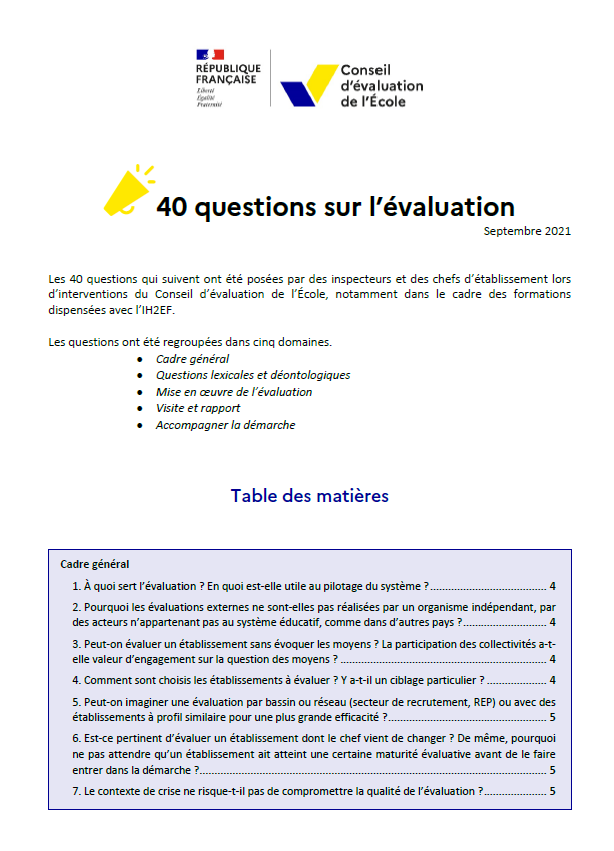 RÉPUBLIQUE
FRANÇAISE
Liberté
Égalité
Fraternité
Conseil
d'évaluation
de l'École
40 questions sur l'évaluation
Septembre 2021
Les 40 questions qui suivent ont été posées par des inspecteurs et des chefs d'établissement lors
d'interventions du Conseil d'évaluation de l'École, notamment dans le cadre des formations
dispensées avec l'IH2EF.
Les questions ont été regroupées dans cinq domaines.
• Cadre général
• Questions lexicales et déontologiques
• Mise en œuvre de l'évaluation
• Visite et rapport
• Accompagner la démarche
Table des matières
Cadre général
1. À quoi sert l'évaluation ? En quoi est-elle utile au pilotage du système ? ........ 4
2. Pourquoi les évaluations externes ne sont-elles pas réalisées par un organisme indépendant, par
des acteurs n'appartenant pas au système éducatif, comme dans d'autres pays ? ........ 4
3. Peut-on évaluer un établissement sans évoquer les moyens ? La participation des collectivités a-t-
elle valeur d'engagement sur la question des moyens ? ........ 4
4. Comment sont choisis les établissements à évaluer ? Y a-t-il un ciblage particulier ? ........ 4
5. Peut-on imaginer une évaluation par bassin ou réseau (secteur de recrutement, REP) ou avec des
établissements à profil similaire pour une plus grande efficacité ? ........ 5
6. Est-ce pertinent d'évaluer un établissement dont le chef vient de changer ? De même, pourquoi
ne pas attendre qu'un établissement ait atteint une certaine maturité évaluative avant de le faire
entrer dans la démarche ? ........ 5
7. Le contexte de crise ne risque-t-il pas de compromettre la qualité de l'évaluation ? ........ 5